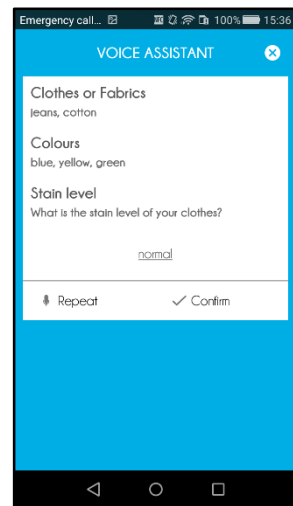 Emergency call... 100% 15:36
VOICE ASSISTANT
Clothes or Fabrics
jeans, cotton
Colours
blue, yellow, green
Stain level
What is the stain level of your clothes?
normal
Repeat Confirm